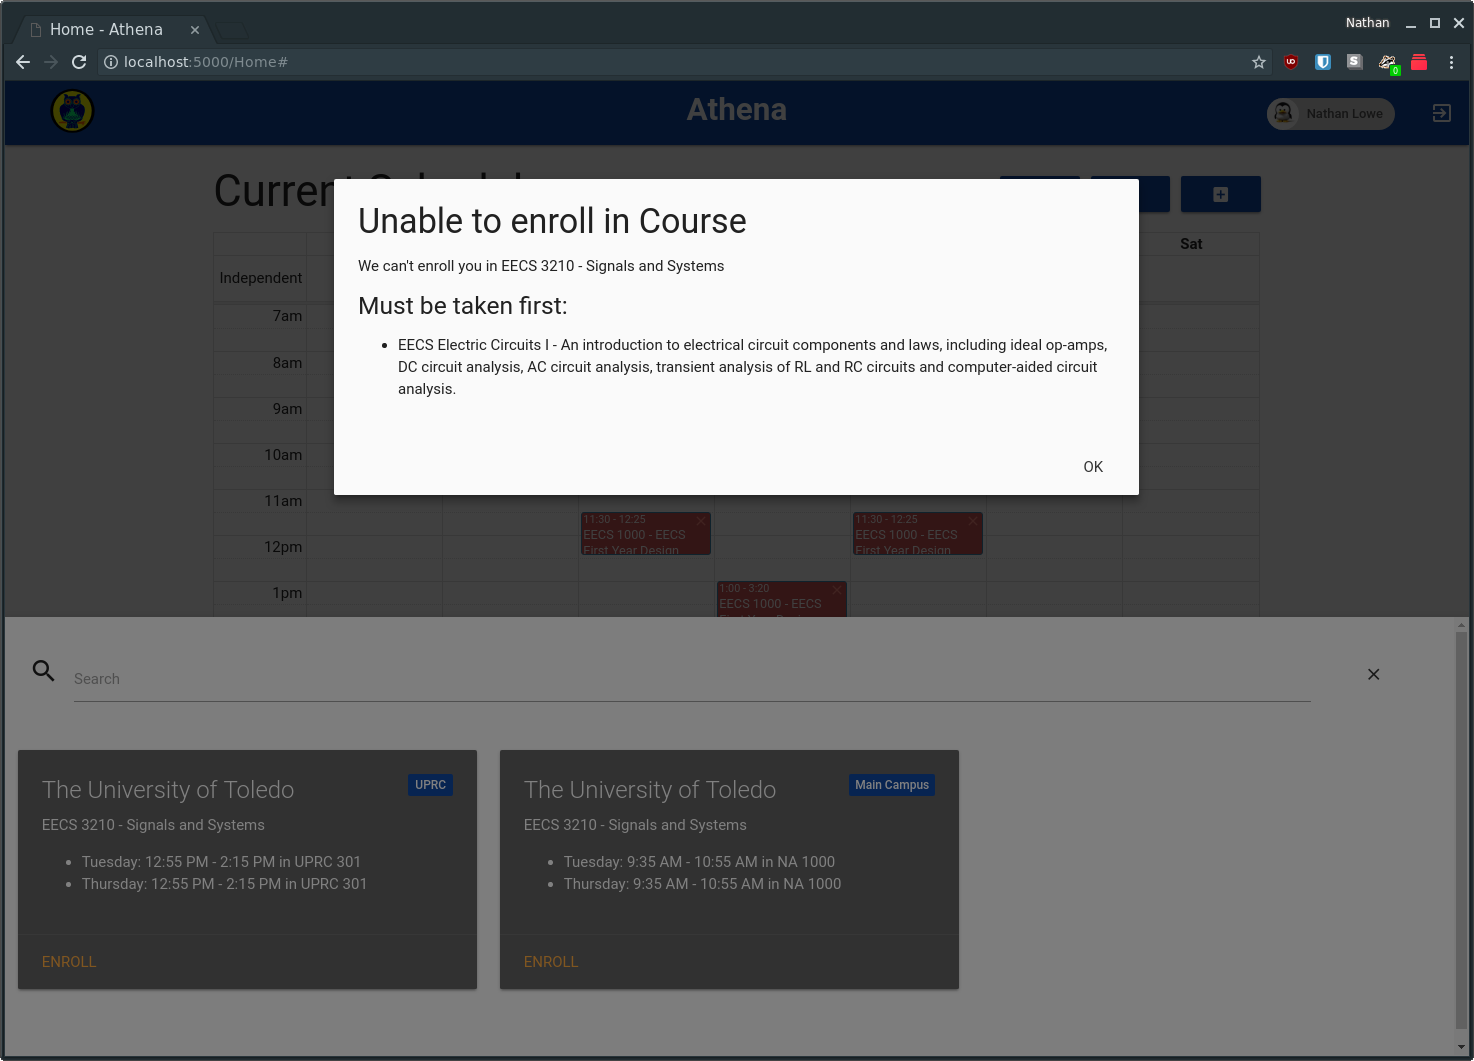 Home - Athena
Nathan
localhost:5000/Home#
UD
S
0
Athena
Nathan Lowe
Current Schedul
Sat
Independent
7am
8am
9am
10am
11am
12pm
1pm
Unable to enroll in Course
We can't enroll you in EECS 3210 - Signals and Systems
Must be taken first:
EECS Electric Circuits I - An introduction to electrical circuit components and laws, including ideal op-amps,
DC circuit analysis, AC circuit analysis, transient analysis of RL and RC circuits and computer-aided circuit
analysis.
OK
11:30 - 12:25
EECS 1000 - EECS
First Year Design
11:30 - 12:25
EECS 1000 - EECS
First Year Design
1:00 - 3:20
EECS 1000 - EECS
Search
The University of Toledo
UPRC
EECS 3210 - Signals and Systems
Tuesday: 12:55 PM - 2:15 PM in UPRC 301
Thursday: 12:55 PM - 2:15 PM in UPRC 301
ENROLL
The University of Toledo
Main Campus
EECS 3210 - Signals and Systems
Tuesday: 9:35 AM - 10:55 AM in NA 1000
Thursday: 9:35 AM - 10:55 AM in NA 1000
ENROLL